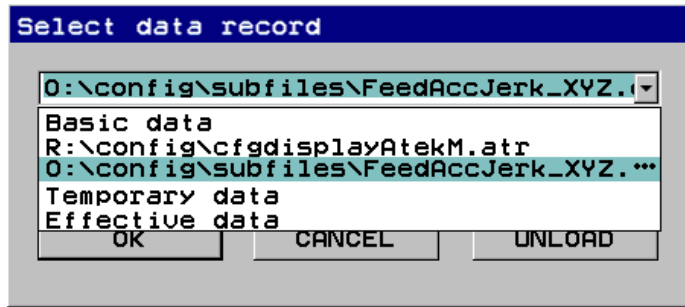 Select data record
O:\config\subfiles\FeedAccJerk_XYZ.
Basic data
R:\config\cfgdisplayAtekM.atr
O:\config\subfiles\FeedAccJerk_XYZ. …
Temporary data
Effective data
OK CANCEL UNLOAD